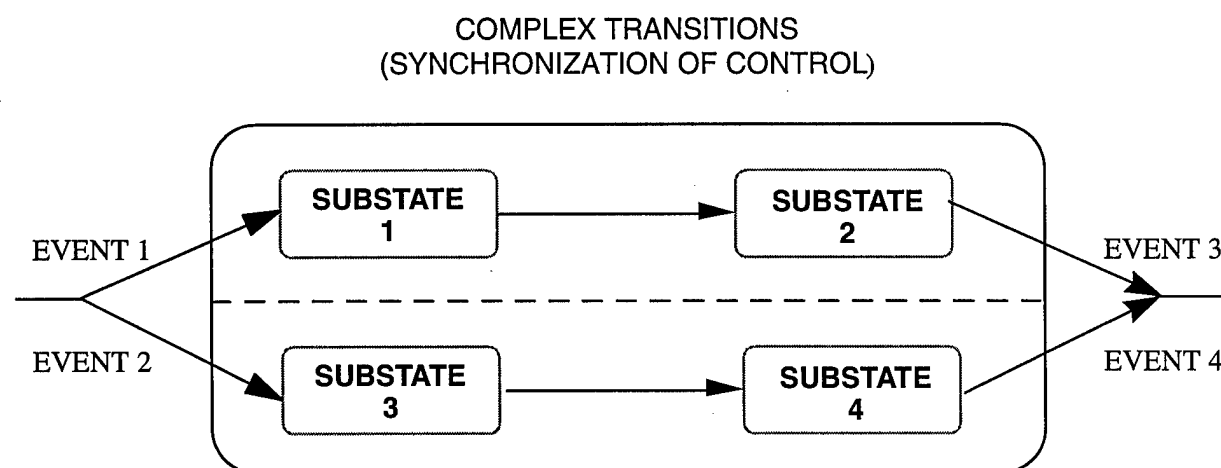 COMPLEX TRANSITIONS
(SYNCHRONIZATION OF CONTROL)
SUBSTATE
1
SUBSTATE
2
EVENT 1
EVENT 3
EVENT 2
EVENT 4
SUBSTATE
3
SUBSTATE
4